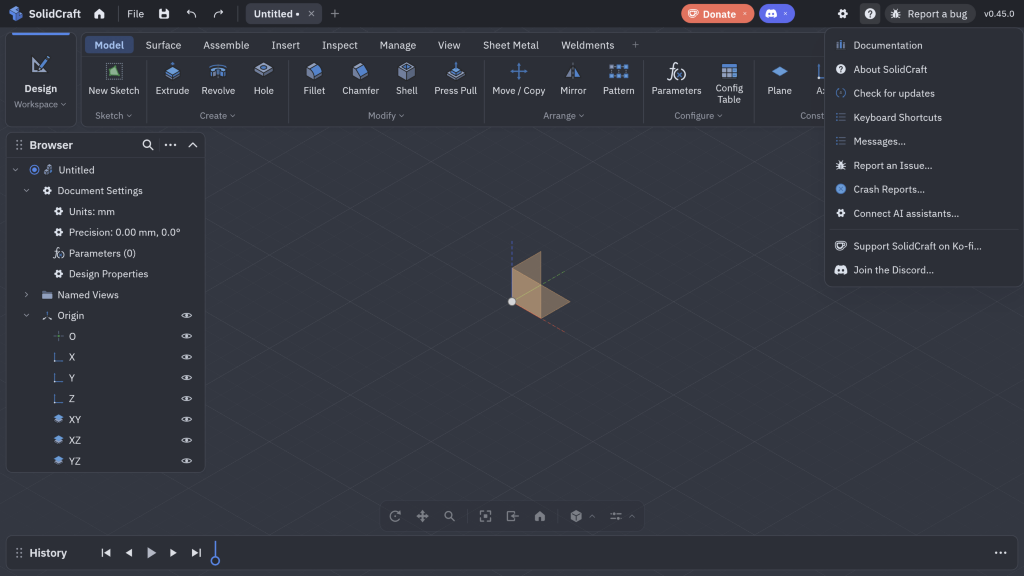 SolidCraft File Untitled • Donate Report a bug v0.45.0
Design
Workspace
Model Surface Assemble Insert Inspect Manage View Sheet Metal Weldments
New Sketch Extrude Revolve Hole Fillet Chamfer Shell Press Pull Move / Copy Mirror Pattern Parameters Config Table Plane
Sketch Create Modify Arrange Configure
Documentation
About SolidCraft
Check for updates
Keyboard Shortcuts
Messages...
Report an Issue...
Crash Reports...
Connect AI assistants...
Support SolidCraft on Ko-fi...
Join the Discord...
Browser
Untitled
Document Settings
Units: mm
Precision: 0.00 mm, 0.0°
Parameters (0)
Design Properties
Named Views
Origin
O
X
Y
Z
XY
XZ
YZ
History